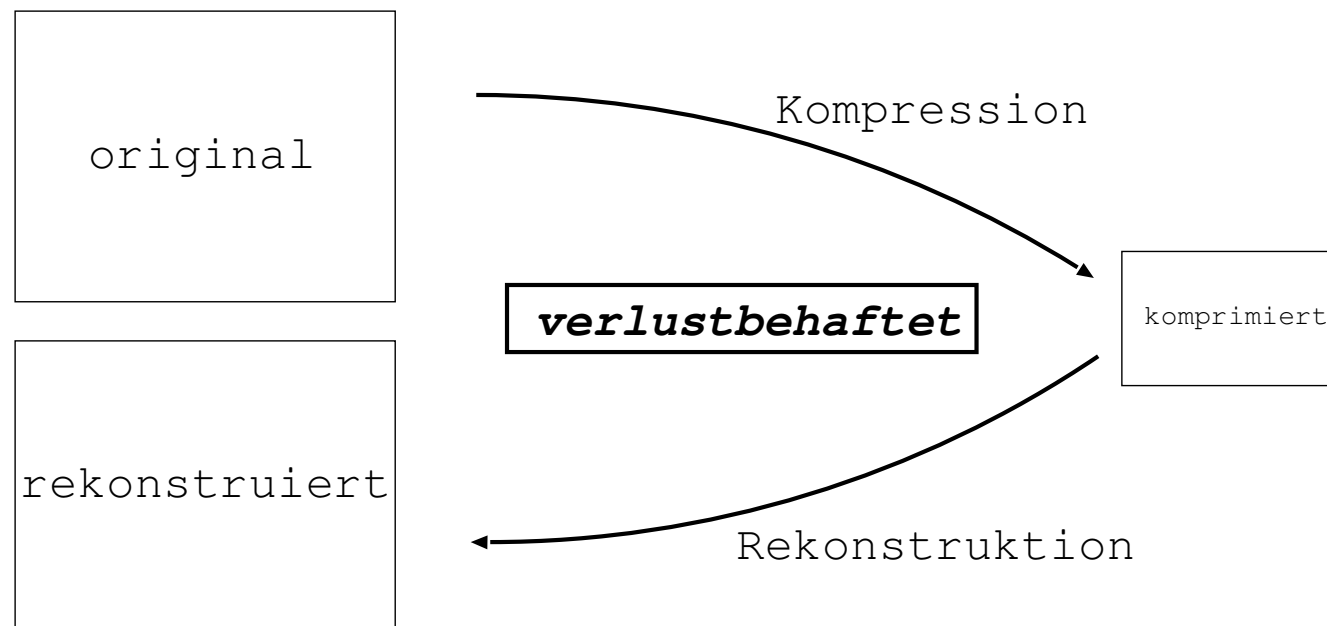 original
Kompression
verlustbehaftet
komprimiert
rekonstruiert
Rekonstruktion